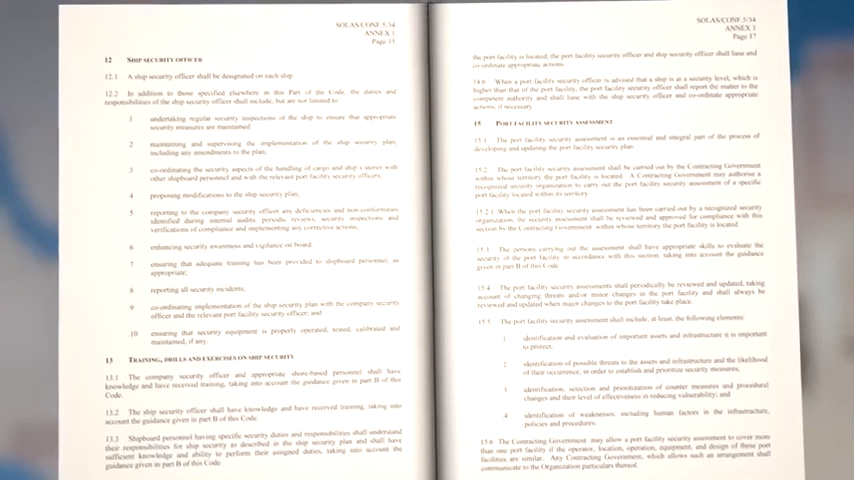 SOLAS/CONF.5/34
ANNEX 1
Page 15
12 SHIP SECURITY OFFICER
12.1 A ship security officer shall be designated on each ship.
12.2 In addition to those specified elsewhere in this Part of the Code, the duties and
responsibilities of the ship security officer shall include, but are not limited to:
1 undertaking regular security inspections of the ship to ensure that appropriate
security measures are maintained;
2 maintaining and supervising the implementation of the ship security plan,
including any amendments to the plan;
3 co-ordinating the security aspects of the handling of cargo and ship's stores with
other shipboard personnel and with the relevant port facility security officers;
4 proposing modifications to the ship security plan;
5 reporting to the company security officer any deficiencies and non-conformities
identified during internal audits, periodic reviews, security inspections and
verifications of compliance and implementing any corrective actions;
6 enhancing security awareness and vigilance on board;
7 ensuring that adequate training has been provided to shipboard personnel, as
appropriate;
8 reporting all security incidents;
9 co-ordinating implementation of the ship security plan with the company security
officer and the relevant port facility security officer; and
10 ensuring that security equipment is properly operated, tested, calibrated and
maintained, if any.
13 TRAINING, DRILLS AND EXERCISES ON SHIP SECURITY
13.1 The company security officer and appropriate shore-based personnel shall have
knowledge and have received training, taking into account the guidance given in part B of this
Code.
13.2 The ship security officer shall have knowledge and have received training, taking into
account the guidance given in part B of this Code.
13.3 Shipboard personnel having specific security duties and responsibilities shall understand
their responsibilities for ship security as described in the ship security plan and shall have
sufficient knowledge and ability to perform their assigned duties, taking into account the
guidance given in part B of this Code.
SOLAS/CONF.5/34
ANNEX 1
Page 17
the port facility is located, the port facility security officer and ship security officer shall liaise and
co-ordinate appropriate actions.
14.6 When a port facility security officer is advised that a ship is at a security level, which is
higher than that of the port facility, the port facility security officer shall report the matter to the
competent authority and shall liaise with the ship security officer and co-ordinate appropriate
actions, if necessary.
15 PORT FACILITY SECURITY ASSESSMENT
15.1 The port facility security assessment is an essential and integral part of the process of
developing and updating the port facility security plan.
15.2 The port facility security assessment shall be carried out by the Contracting Government
within whose territory the port facility is located. A Contracting Government may authorise a
recognized security organization to carry out the port facility security assessment of a specific
port facility located within its territory.
15.2.1 When the port facility security assessment has been carried out by a recognized security
organization, the security assessment shall be reviewed and approved for compliance with this
section by the Contracting Government within whose territory the port facility is located.
15.3 The persons carrying out the assessment shall have appropriate skills to evaluate the
security of the port facility in accordance with this section, taking into account the guidance
given in part B of this Code.
15.4 The port facility security assessments shall periodically be reviewed and updated, taking
account of changing threats and/or minor changes in the port facility and shall always be
reviewed and updated when major changes to the port facility take place.
15.5 The port facility security assessment shall include, at least, the following elements:
1 identification and evaluation of important assets and infrastructure it is important
to protect;
2 identification of possible threats to the assets and infrastructure and the likelihood
of their occurrence, in order to establish and prioritize security measures;
3 identification, selection and prioritization of counter measures and procedural
changes and their level of effectiveness in reducing vulnerability; and
4 identification of weaknesses, including human factors in the infrastructure,
policies and procedures.
15.6 The Contracting Government may allow a port facility security assessment to cover more
than one port facility if the operator, location, operation, equipment, and design of these port
facilities are similar. Any Contracting Government, which allows such an arrangement shall
communicate to the Organization particulars thereof.